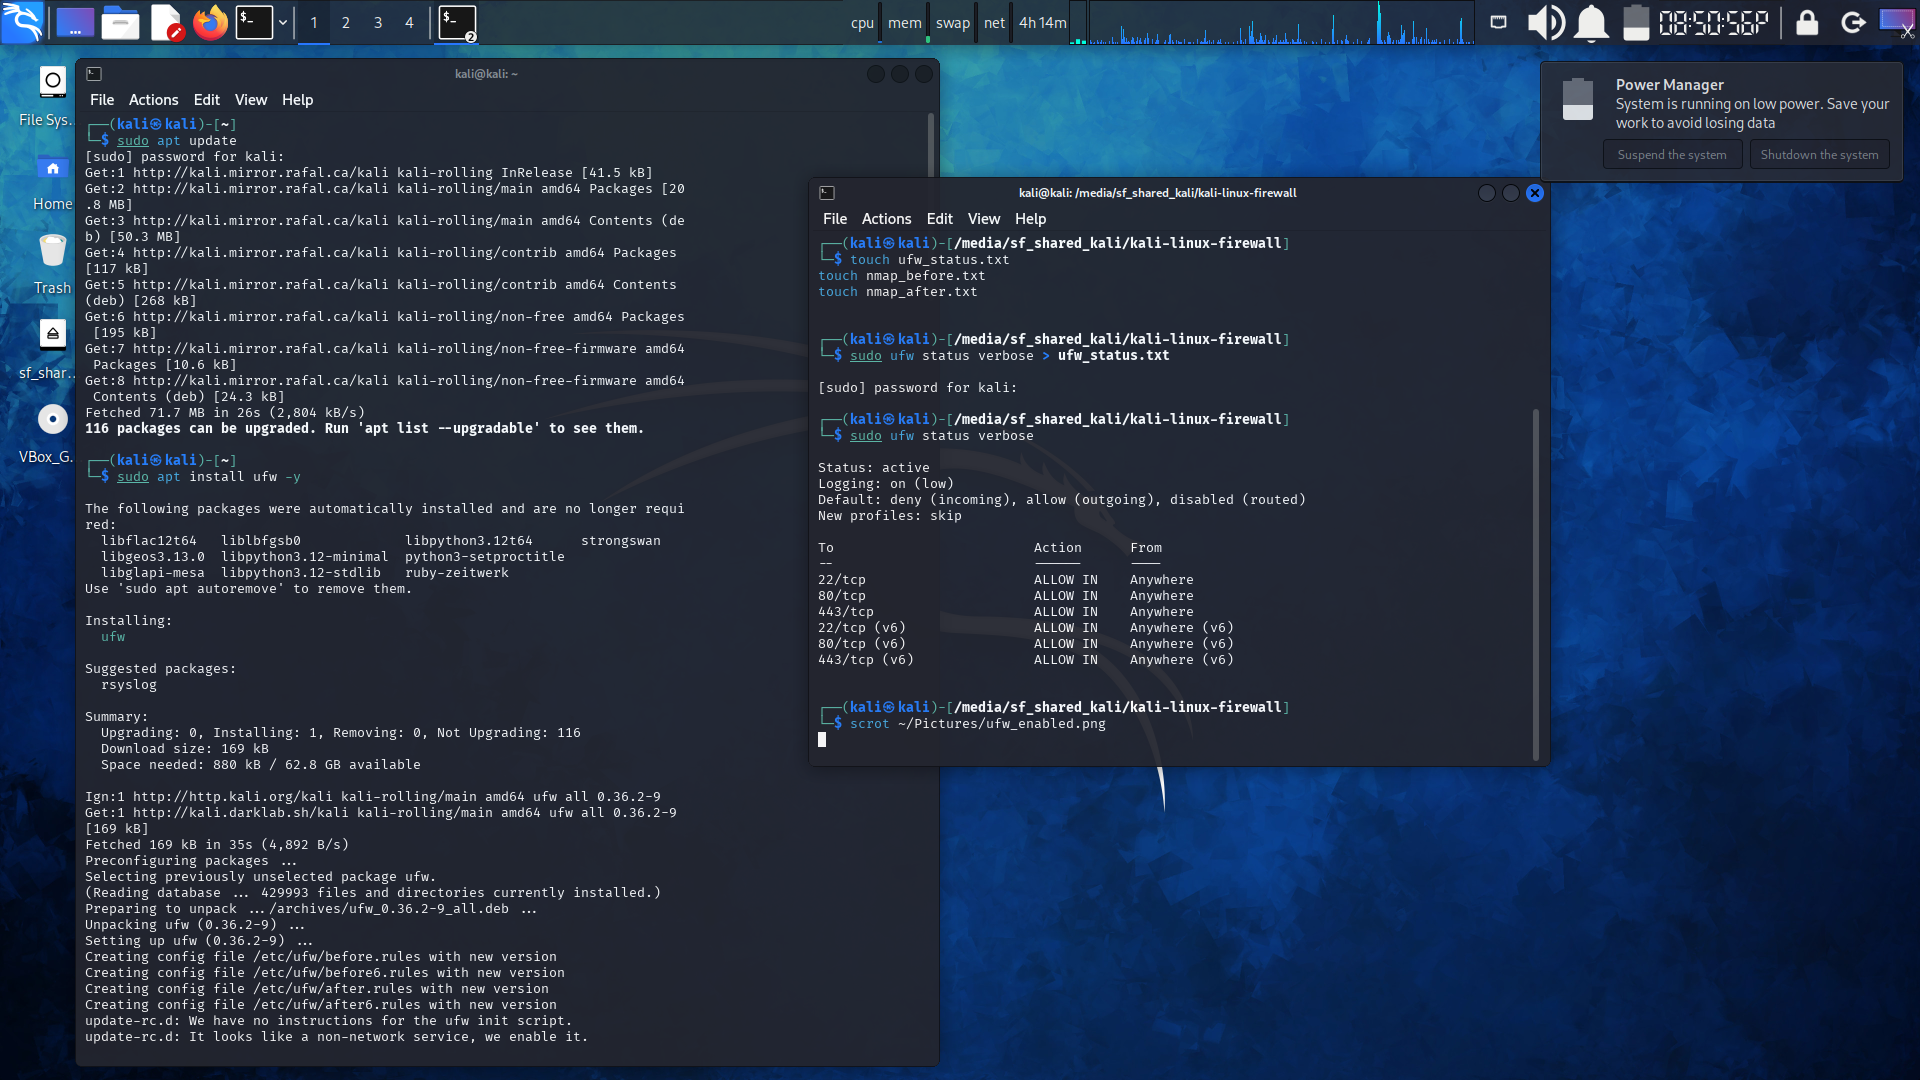 1 2 3 4
2
cpu mem swap net 4h14m
08:50:56P
File Sys..
Home
Trash
sf_shar..
VBox_G..
kali@kali: ~
File Actions Edit View Help
┌──(kali㉿kali)-[~]
└─$ sudo apt update
[sudo] password for kali:
Get:1 http://kali.mirror.rafal.ca/kali kali-rolling InRelease [41.5 kB]
Get:2 http://kali.mirror.rafal.ca/kali kali-rolling/main amd64 Packages [20
.8 MB]
Get:3 http://kali.mirror.rafal.ca/kali kali-rolling/main amd64 Contents (de
b) [50.3 MB]
Get:4 http://kali.mirror.rafal.ca/kali kali-rolling/contrib amd64 Packages
[117 kB]
Get:5 http://kali.mirror.rafal.ca/kali kali-rolling/contrib amd64 Contents
(deb) [268 kB]
Get:6 http://kali.mirror.rafal.ca/kali kali-rolling/non-free amd64 Packages
[195 kB]
Get:7 http://kali.mirror.rafal.ca/kali kali-rolling/non-free-firmware amd64
Packages [10.6 kB]
Get:8 http://kali.mirror.rafal.ca/kali kali-rolling/non-free-firmware amd64
Contents (deb) [24.3 kB]
Fetched 71.7 MB in 26s (2,804 kB/s)
116 packages can be upgraded. Run 'apt list --upgradable' to see them.
┌──(kali㉿kali)-[~]
└─$ sudo apt install ufw -y
The following packages were automatically installed and are no longer requi
red:
libflac12t64 liblbfgsb0 libpython3.12t64 strongswan
libgeos3.13.0 libpython3.12-minimal python3-setproctitle
libglapi-mesa libpython3.12-stdlib ruby-zeitwerk
Use 'sudo apt autoremove' to remove them.
Installing:
ufw
Suggested packages:
rsyslog
Summary:
Upgrading: 0, Installing: 1, Removing: 0, Not Upgrading: 116
Download size: 169 kB
Space needed: 880 kB / 62.8 GB available
Ign:1 http://http.kali.org/kali kali-rolling/main amd64 ufw all 0.36.2-9
Get:1 http://kali.darklab.sh/kali kali-rolling/main amd64 ufw all 0.36.2-9
[169 kB]
Fetched 169 kB in 35s (4,892 B/s)
Preconfiguring packages ...
Selecting previously unselected package ufw.
(Reading database ... 429993 files and directories currently installed.)
Preparing to unpack .../archives/ufw_0.36.2-9_all.deb ...
Unpacking ufw (0.36.2-9) ...
Setting up ufw (0.36.2-9) ...
Creating config file /etc/ufw/before.rules with new version
Creating config file /etc/ufw/before6.rules with new version
Creating config file /etc/ufw/after.rules with new version
Creating config file /etc/ufw/after6.rules with new version
update-rc.d: We have no instructions for the ufw init script.
update-rc.d: It looks like a non-network service, we enable it.
Power Manager
System is running on low power. Save your
work to avoid losing data
Suspend the system Shutdown the system
kali@kali: /media/sf_shared_kali/kali-linux-firewall
File Actions Edit View Help
┌──(kali㉿kali)-[/media/sf_shared_kali/kali-linux-firewall]
└─$ touch ufw_status.txt
touch nmap_before.txt
touch nmap_after.txt
┌──(kali㉿kali)-[/media/sf_shared_kali/kali-linux-firewall]
└─$ sudo ufw status verbose > ufw_status.txt
[sudo] password for kali:
┌──(kali㉿kali)-[/media/sf_shared_kali/kali-linux-firewall]
└─$ sudo ufw status verbose
Status: active
Logging: on (low)
Default: deny (incoming), allow (outgoing), disabled (routed)
New profiles: skip
To Action From
-- ------ ----
22/tcp ALLOW IN Anywhere
80/tcp ALLOW IN Anywhere
443/tcp ALLOW IN Anywhere
22/tcp (v6) ALLOW IN Anywhere (v6)
80/tcp (v6) ALLOW IN Anywhere (v6)
443/tcp (v6) ALLOW IN Anywhere (v6)
┌──(kali㉿kali)-[/media/sf_shared_kali/kali-linux-firewall]
└─$ scrot ~/Pictures/ufw_enabled.png